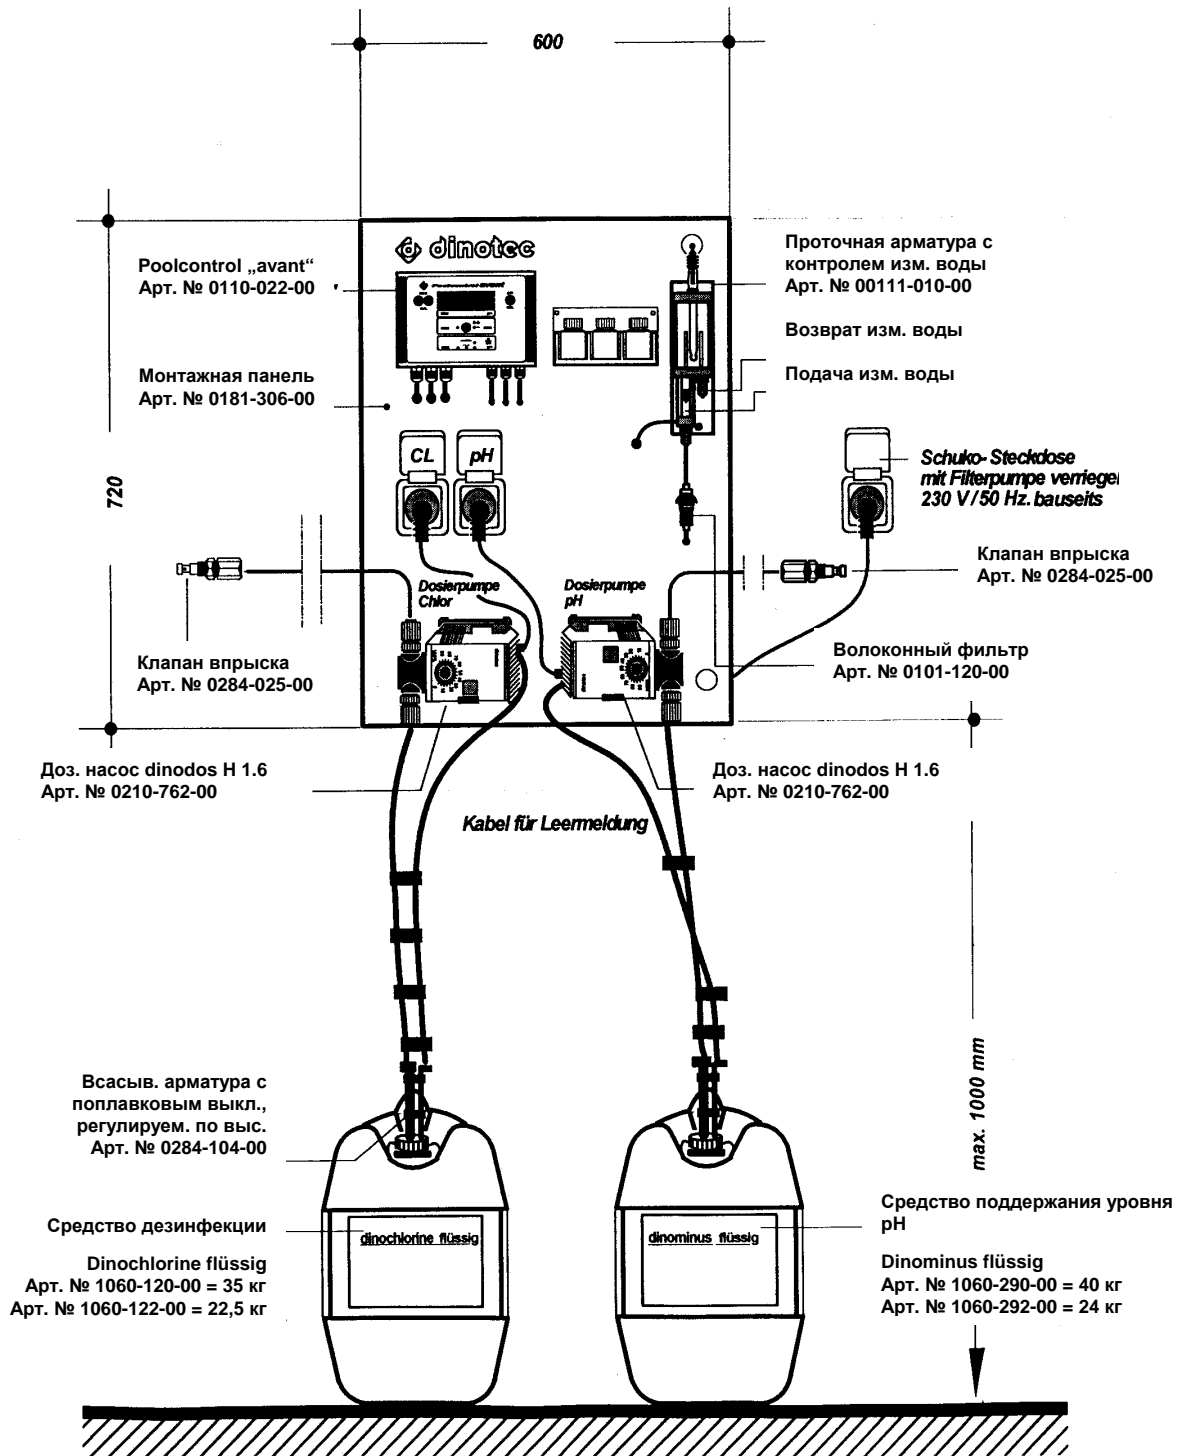 600
dinotec
Poolcontrol „avant“
Арт. № 0110-022-00
Монтажная панель
Арт. № 0181-306-00
Проточная арматура с
контролем изм. воды
Арт. № 00111-010-00
Возврат изм. воды
Подача изм. воды
720
CL
pH
Schuko-Steckdose
mit Filterpumpe verriegel
230 V/50 Hz. bauseits
Клапан впрыска
Арт. № 0284-025-00
Dosierpumpe
Chlor
Dosierpumpe
pH
Клапан впрыска
Арт. № 0284-025-00
Волоконный фильтр
Арт. № 0101-120-00
Доз. насос dinodos H 1.6
Арт. № 0210-762-00
Доз. насос dinodos H 1.6
Арт. № 0210-762-00
Kabel für Leermeldung
max. 1000 mm
Всасыв. арматура с
поплавковым выкл.,
регулируем. по выс.
Арт. № 0284-104-00
Средство дезинфекции
Dinochlorine flüssig
Арт. № 1060-120-00 = 35 кг
Арт. № 1060-122-00 = 22,5 кг
dinochlorine flüssig
dinominus flüssig
Средство поддержания уровня
pH
Dinominus flüssig
Арт. № 1060-290-00 = 40 кг
Арт. № 1060-292-00 = 24 кг